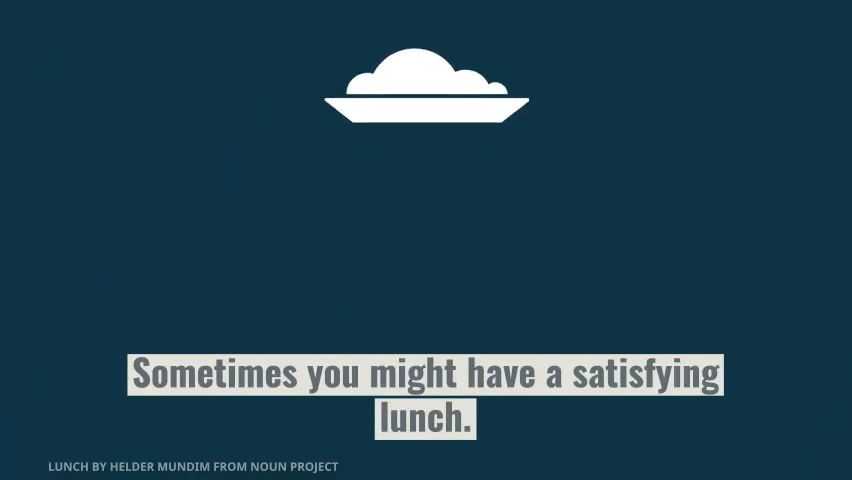 Sometimes you might have a satisfying
lunch.
LUNCH BY HELDER MUNDIM FROM NOUN PROJECT